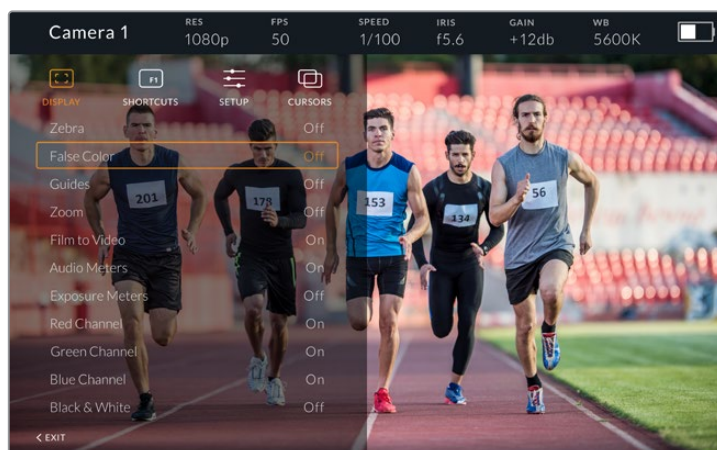 Camera 1
RES
1080p
FPS
50
SPEED
1/100
IRIS
f5.6
GAIN
+12db
WB
5600K
F1
DISPLAY
SHORTCUTS
SETUP
CURSORS
Zebra Off
False Color Off
Guides Off
Zoom Off
Film to Video On
Audio Meters On
Exposure Meters Off
Red Channel On
Green Channel On
Blue Channel On
Black & White Off
< EXIT
201
178
153
134
56